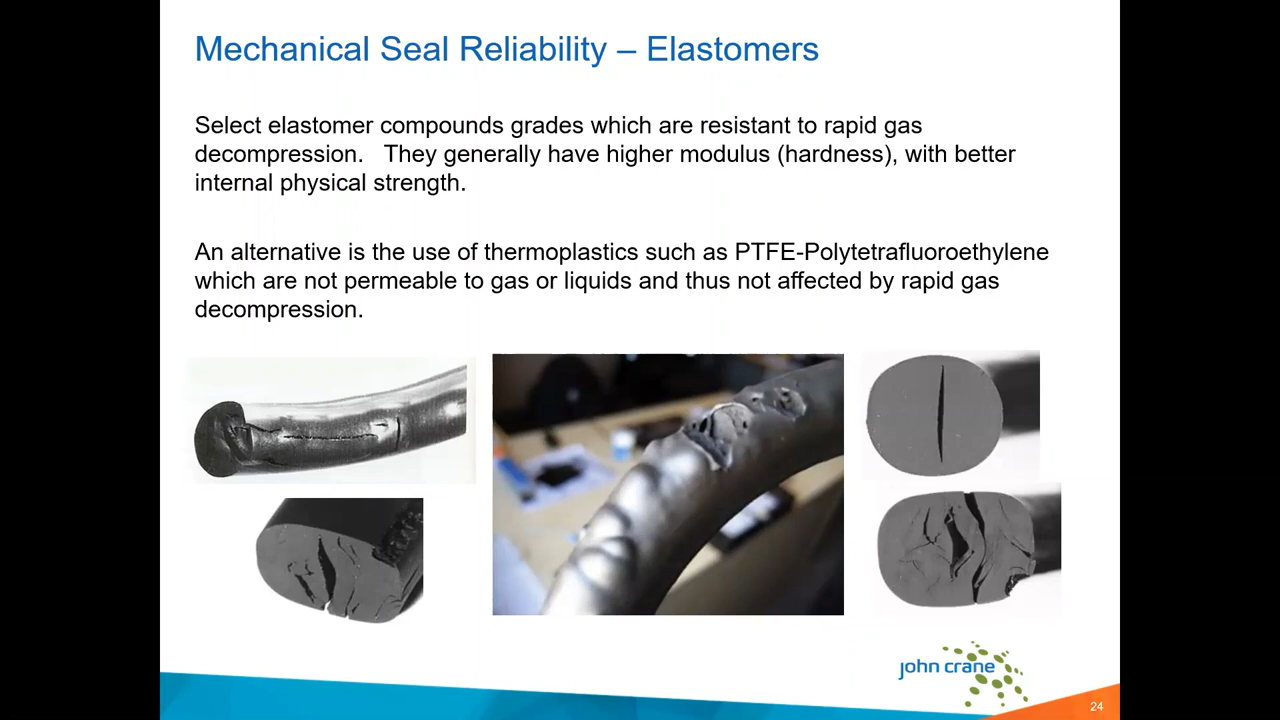 Mechanical Seal Reliability – Elastomers
Select elastomer compounds grades which are resistant to rapid gas
decompression.   They generally have higher modulus (hardness), with better
internal physical strength.
An alternative is the use of thermoplastics such as PTFE-Polytetrafluoroethylene
which are not permeable to gas or liquids and thus not affected by rapid gas
decompression.
john crane
24